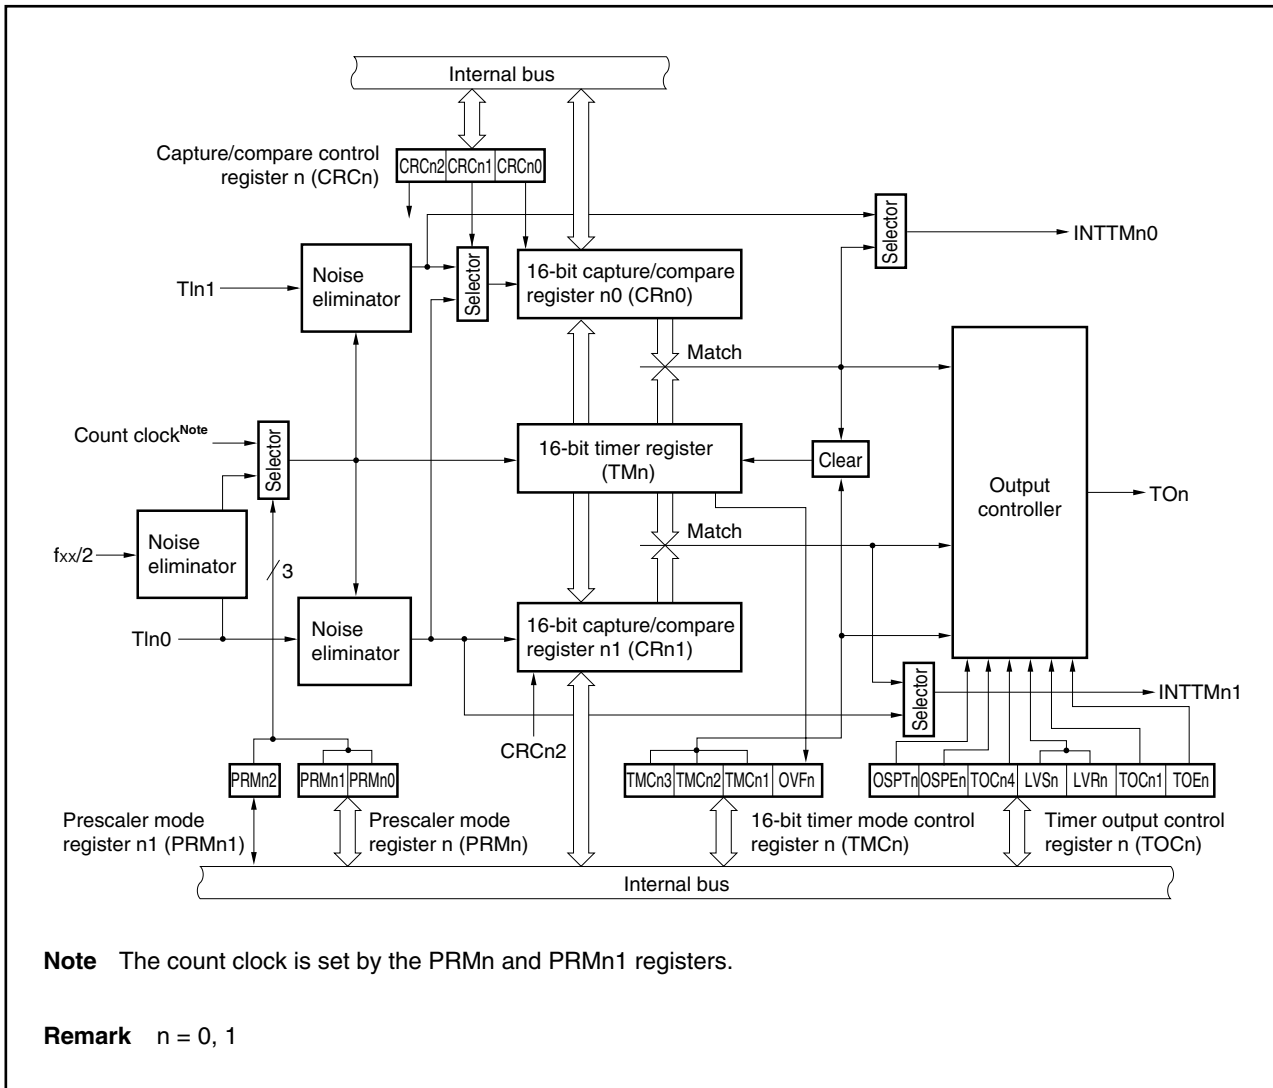 Internal bus
Capture/compare control
register n (CRCn)
CRCn2 CRCn1 CRCn0
Selector
INTTMn0
Noise
eliminator
TIn1
Selector
16-bit capture/compare
register n0 (CRn0)
Match
Count clockNote
Selector
16-bit timer register
(TMn)
Clear
Output
controller
TOn
fxx/2
Noise
eliminator
3
Match
TIn0
Noise
eliminator
16-bit capture/compare
register n1 (CRn1)
Selector
INTTMn1
CRCn2
PRMn2
PRMn1 PRMn0
TMCn3 TMCn2 TMCn1 OVFn
OSPTn OSPEn TOCn4 LVSn LVRn TOCn1 TOEn
Prescaler mode
register n1 (PRMn1)
Prescaler mode
register n (PRMn)
16-bit timer mode control
register n (TMCn)
Timer output control
register n (TOCn)
Internal bus
Note The count clock is set by the PRMn and PRMn1 registers.
Remark n = 0, 1